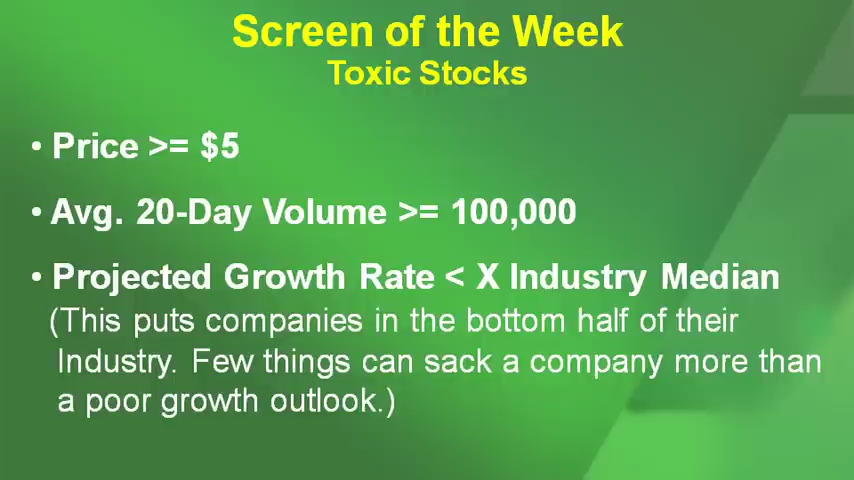 Screen of the Week
Toxic Stocks
• Price >= $5
• Avg. 20-Day Volume >= 100,000
• Projected Growth Rate < X Industry Median
(This puts companies in the bottom half of their
Industry. Few things can sack a company more than
a poor growth outlook.)